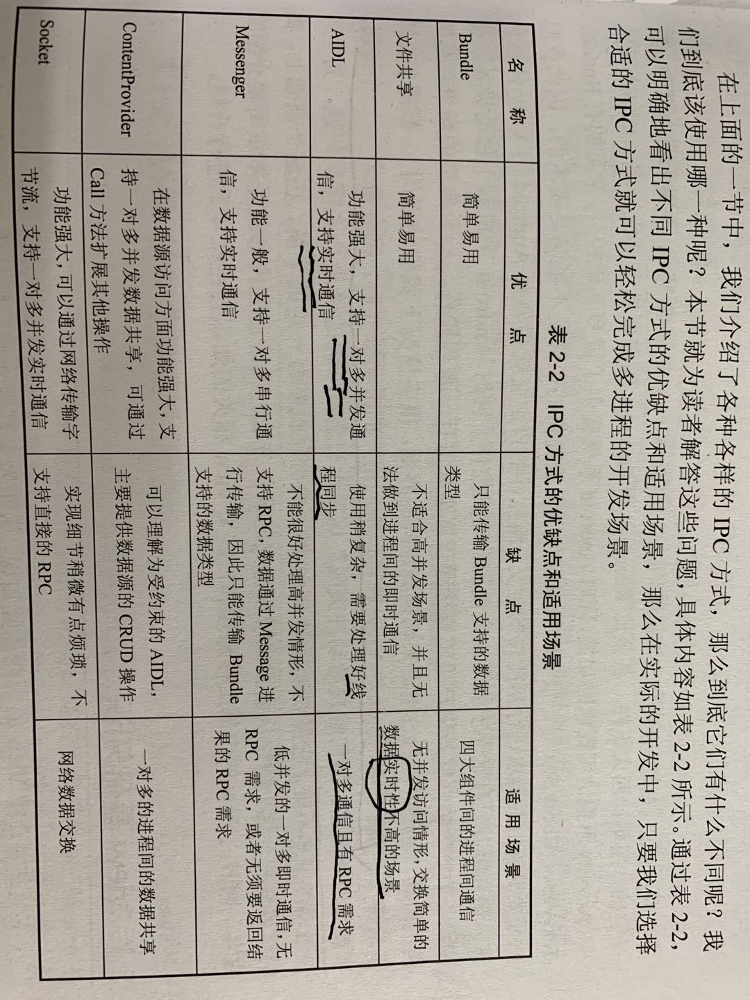 在上面的一节中，我们介绍了各种各样的 IPC 方式，那么到底它们有什么不同呢？我
们到底该使用哪一种呢？本节就为读者解答这些问题，具体内容如表 2-2 所示。通过表 2-2，
可以明确地看出不同 IPC 方式的优缺点和适用场景，那么在实际的开发中，只要我们选择
合适的 IPC 方式就可以轻松完成多进程的开发场景。
表 2-2 IPC 方式的优缺点和适用场景
名 称 优 点 缺 点 适 用 场 景
Bundle
简单易用
只能传输 Bundle 支持的数据
类型
四大组件间的进程间通信
文件共享
简单易用
不适合高并发场景，并且无
法做到进程间的即时通信
无并发访问情形，交换简单的
数据实时性不高的场景
AIDL
功能强大，支持一对多并发通
信，支持实时通信
使用稍复杂，需要处理好线
程同步
一对多通信且有 RPC 需求
Messenger
功能一般，支持一对多串行通
信，支持实时通信
不能很好处理高并发情形，不
支持 RPC，数据通过 Message 进
行传输，因此只能传输 Bundle
支持的数据类型
低并发的一对多即时通信，无
RPC 需求，或者无须要返回结
果的 RPC 需求
ContentProvider
在数据源访问方面功能强大，支
持一对多并发数据共享，可通过
Call 方法扩展其他操作
可以理解为受约束的 AIDL，
主要提供数据源的 CRUD 操作
一对多的进程间的数据共享
Socket
功能强大，可以通过网络传输字
节流，支持一对多并发实时通信
实现细节稍微有点烦琐，不
支持直接的 RPC
网络数据交换